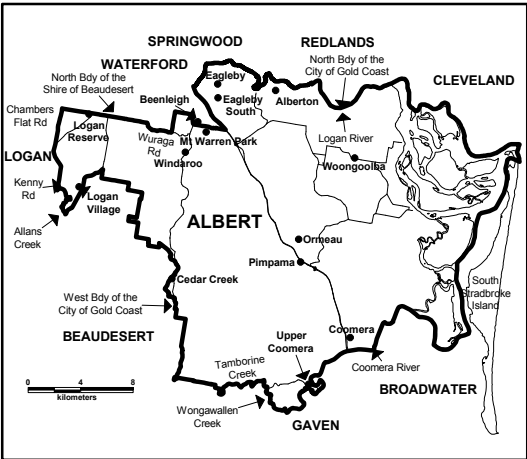 SPRINGWOOD
REDLANDS
WATERFORD
North Bdy of the
Shire of Beaudesert
North Bdy of the
City of Gold Coast
CLEVELAND
Eagleby
Eagleby
South
Alberton
Beenleigh
Chambers
Flat Rd
Logan
Reserve
Wuraga
Rd
Mt Warren Park
Logan River
LOGAN
Windaroo
Woongoolba
Kenny
Rd
Logan
Village
Allans
Creek
ALBERT
Ormeau
Pimpama
Cedar Creek
South
Stradbroke
Island
West Bdy of the
City of Gold Coast
BEAUDESERT
Upper
Coomera
Coomera
Tamborine
Creek
Coomera River
BROADWATER
0 4 8
kilometers
Wongawallen
Creek
GAVEN